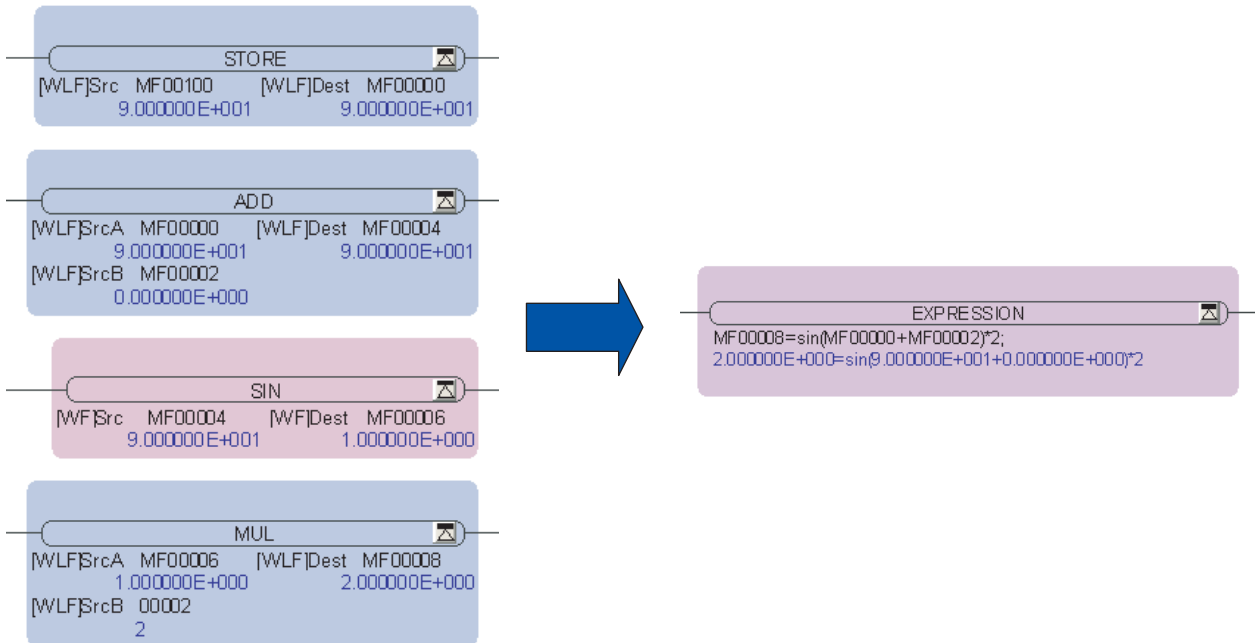 STORE
[WLF]Src MF00100 [WLF]Dest MF00000
9.000000E+001 9.000000E+001
ADD
[WLF]SrcA MF00000 [WLF]Dest MF00004
9.000000E+001 9.000000E+001
[WLF]SrcB MF00002
0.000000E+000
SIN
[WF]Src MF00004 [WF]Dest MF00006
9.000000E+001 1.000000E+000
MUL
[WLF]SrcA MF00006 [WLF]Dest MF00008
1.000000E+000 2.000000E+000
[WLF]SrcB 00002
2
EXPRESSION
MF00008=sin(MF00000+MF00002)*2;
2.000000E+000=sin(9.000000E+001+0.000000E+000)*2